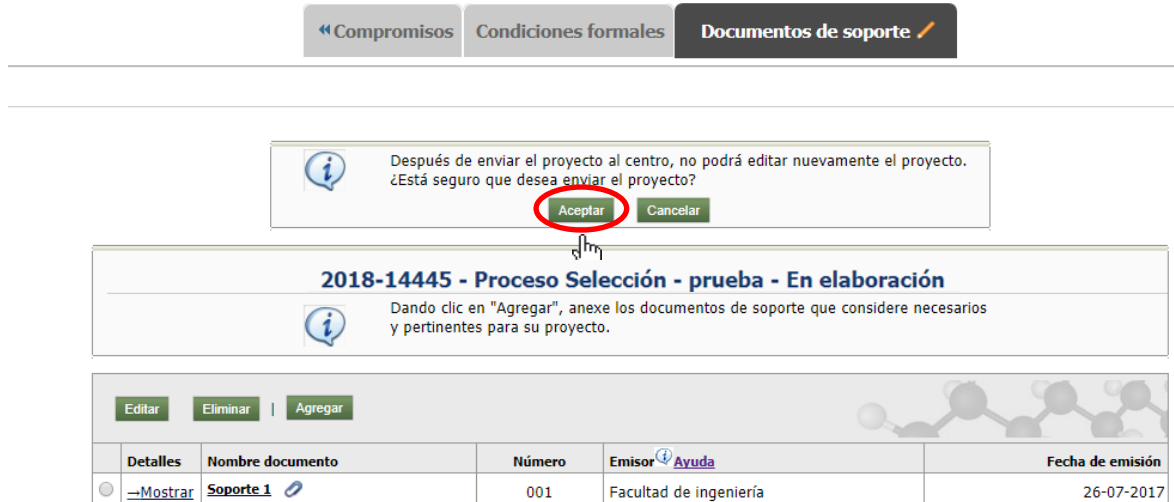 Compromisos Condiciones formales Documentos de soporte
Después de enviar el proyecto al centro, no podrá editar nuevamente el proyecto.
¿Está seguro que desea enviar el proyecto?
Aceptar Cancelar
2018-14445 - Proceso Selección - prueba - En elaboración
Dando clic en "Agregar", anexe los documentos de soporte que considere necesarios
y pertinentes para su proyecto.
Editar Eliminar | Agregar
Detalles Nombre documento Número Emisor Ayuda Fecha de emisión
→Mostrar Soporte 1 001 Facultad de ingeniería 26-07-2017